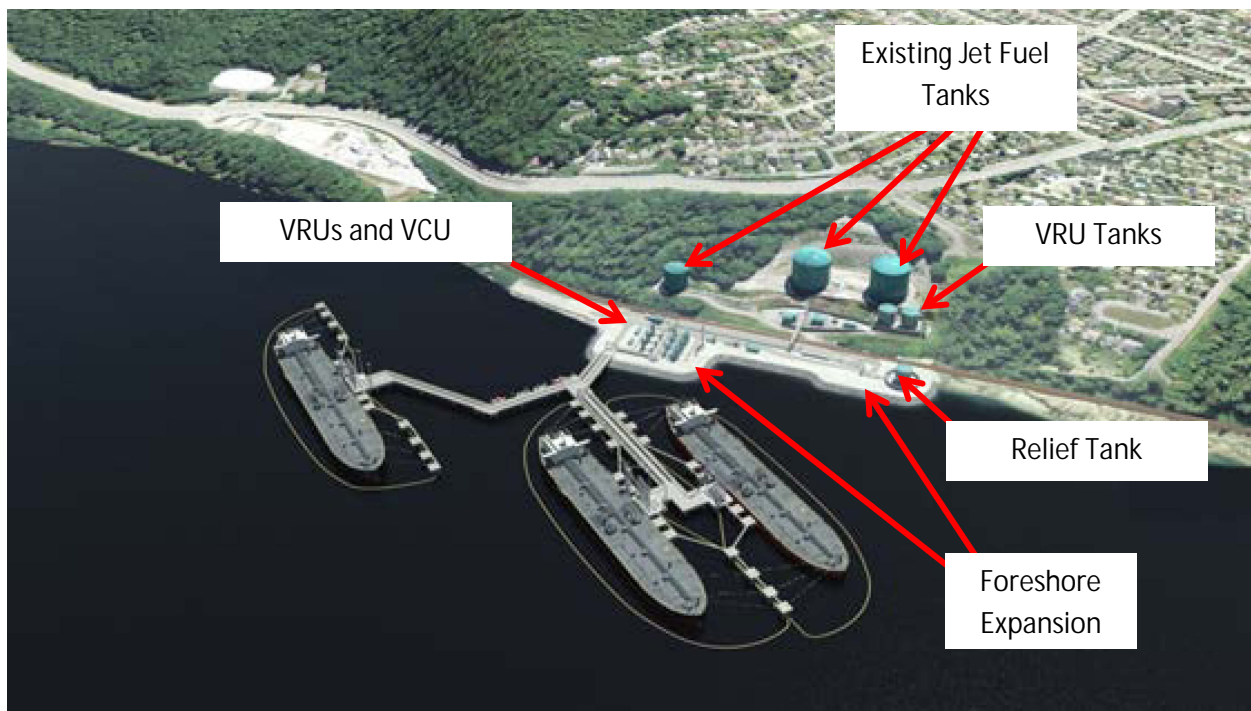 Existing Jet Fuel
Tanks
VRUs and VCU
VRU Tanks
Relief Tank
Foreshore
Expansion